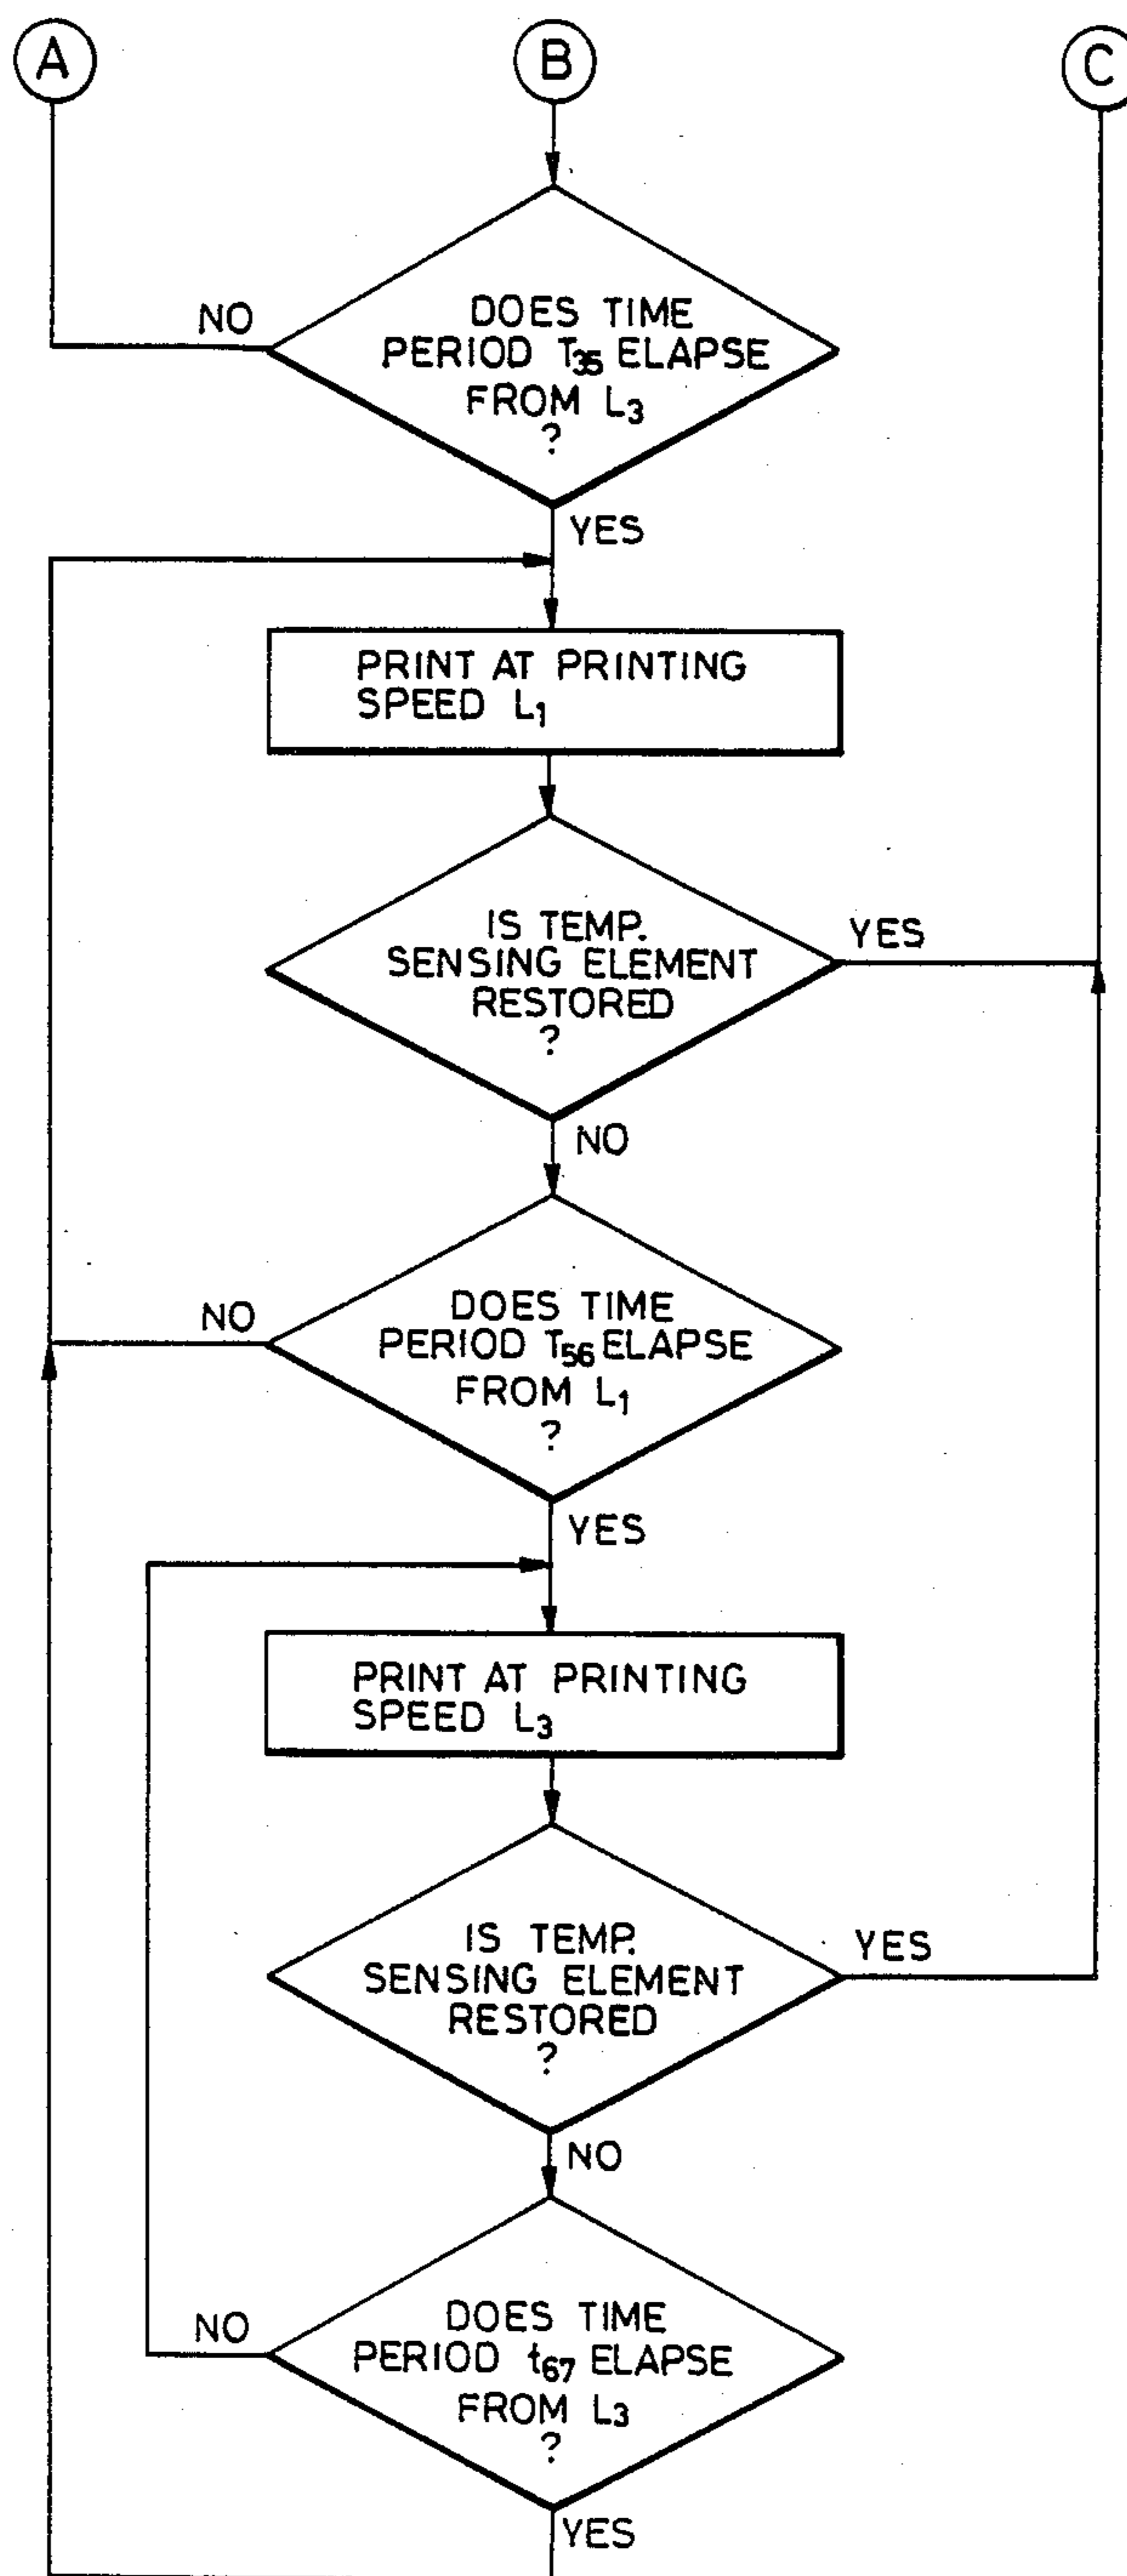 A
B
C
NO
DOES TIME
PERIOD T35 ELAPSE
FROM L3
?
YES
PRINT AT PRINTING
SPEED L1
IS TEMP.
SENSING ELEMENT
RESTORED
?
YES
NO
NO
DOES TIME
PERIOD T56 ELAPSE
FROM L1
?
YES
PRINT AT PRINTING
SPEED L3
IS TEMP.
SENSING ELEMENT
RESTORED
?
YES
NO
NO
DOES TIME
PERIOD t67 ELAPSE
FROM L3
?
YES